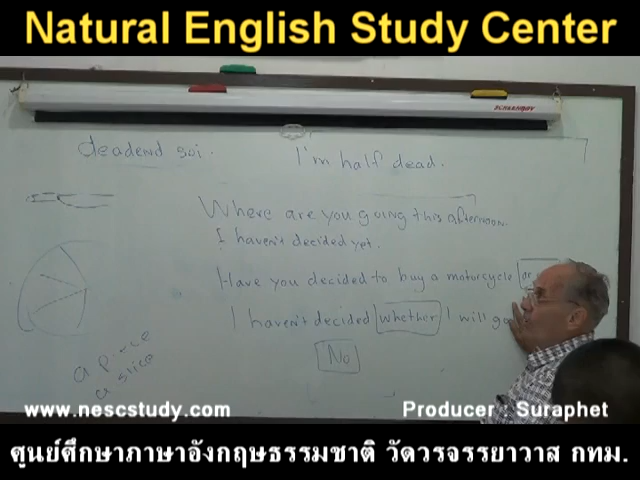 Natural English Study Center
deadend soi.
I'm half dead.
Where are you going this afternoon.
I haven't decided yet.
Have you decided to buy a motorcycle or
I haven't decided whether I will go
No
a piece
a slice
www.nescstudy.com
Producer : Suraphet
ศูนย์ศึกษาภาษาอังกฤษธรรมชาติ วัดวรจรรยาวาส กทม.